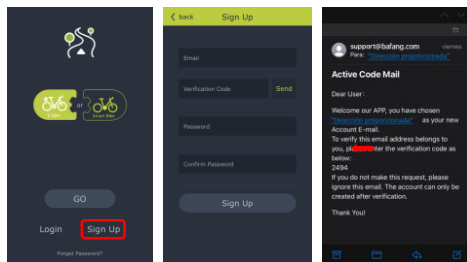 E-bike
or
Smart Bike
GO
Login
Sign Up
Forgot Password?
back
Sign Up
Email
Verification Code
Send
Password
Confirm Password
Sign Up
support@bafang.com
viernes
Para: "Dirección proporcionada"
Active Code Mail
Dear User:
Welcome our APP, you have chosen
"Dirección proporcionada" as your new
Account E-mail.
To verify this email address belongs to
you, enter the verification code as
below:
2494
If you do not make this request, please
ignore this email. The account can only be
created after verification.
Thank You!